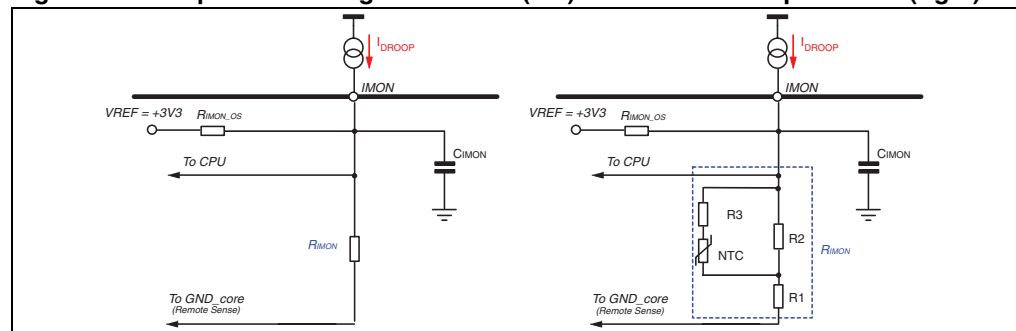 IDROOP
IMON
VREF = +3V3 RIMON_OS
CIMON
To CPU
RIMON
To GND_core
(Remote Sense)
IDROOP
IMON
VREF = +3V3 RIMON_OS
CIMON
To CPU
R3
R2
RIMON
NTC
R1
To GND_core
(Remote Sense)